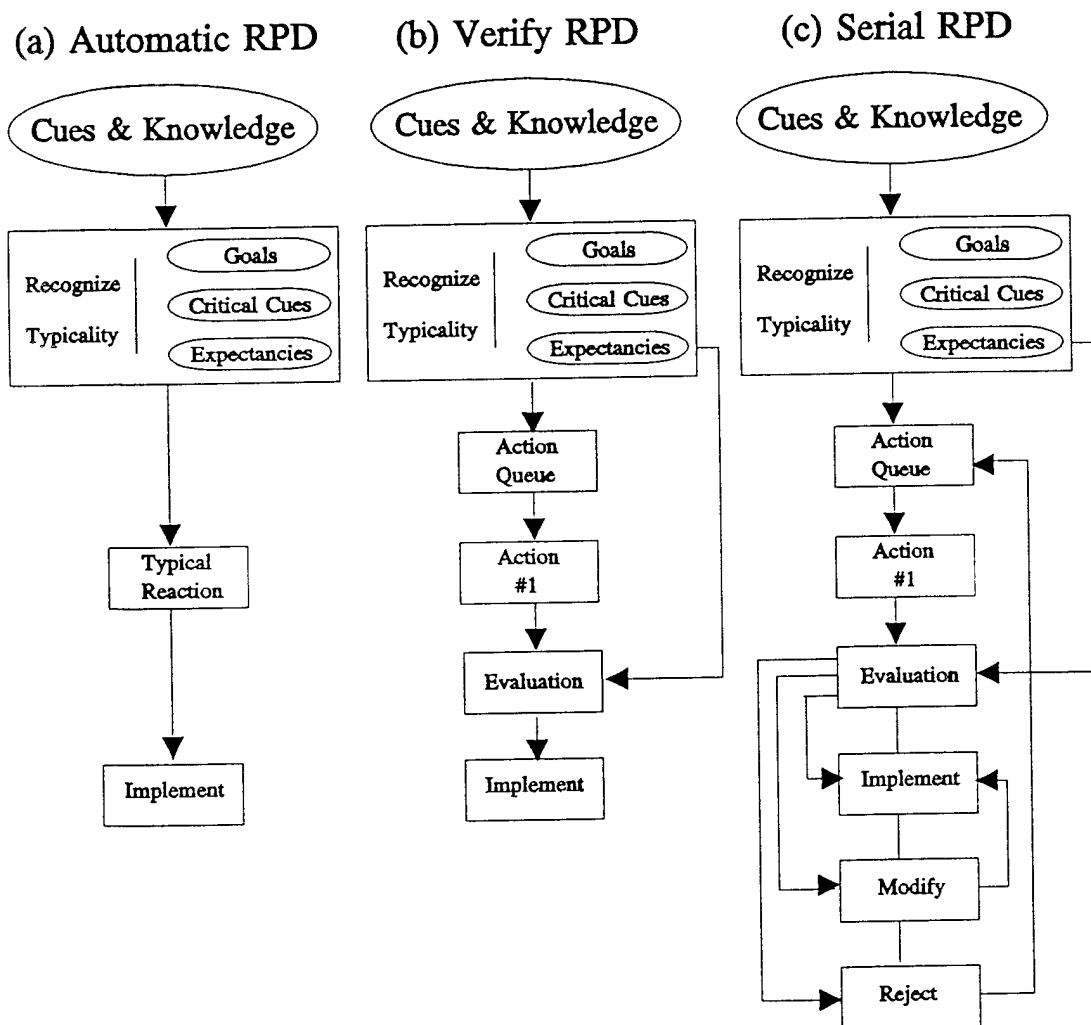 (a) Automatic RPD
Cues & Knowledge
Recognize
Typicality
Goals
Critical Cues
Expectancies
Typical
Reaction
Implement
(b) Verify RPD
Cues & Knowledge
Recognize
Typicality
Goals
Critical Cues
Expectancies
Action
Queue
Action
#1
Evaluation
Implement
(c) Serial RPD
Cues & Knowledge
Recognize
Typicality
Goals
Critical Cues
Expectancies
Action
Queue
Action
#1
Evaluation
Implement
Modify
Reject